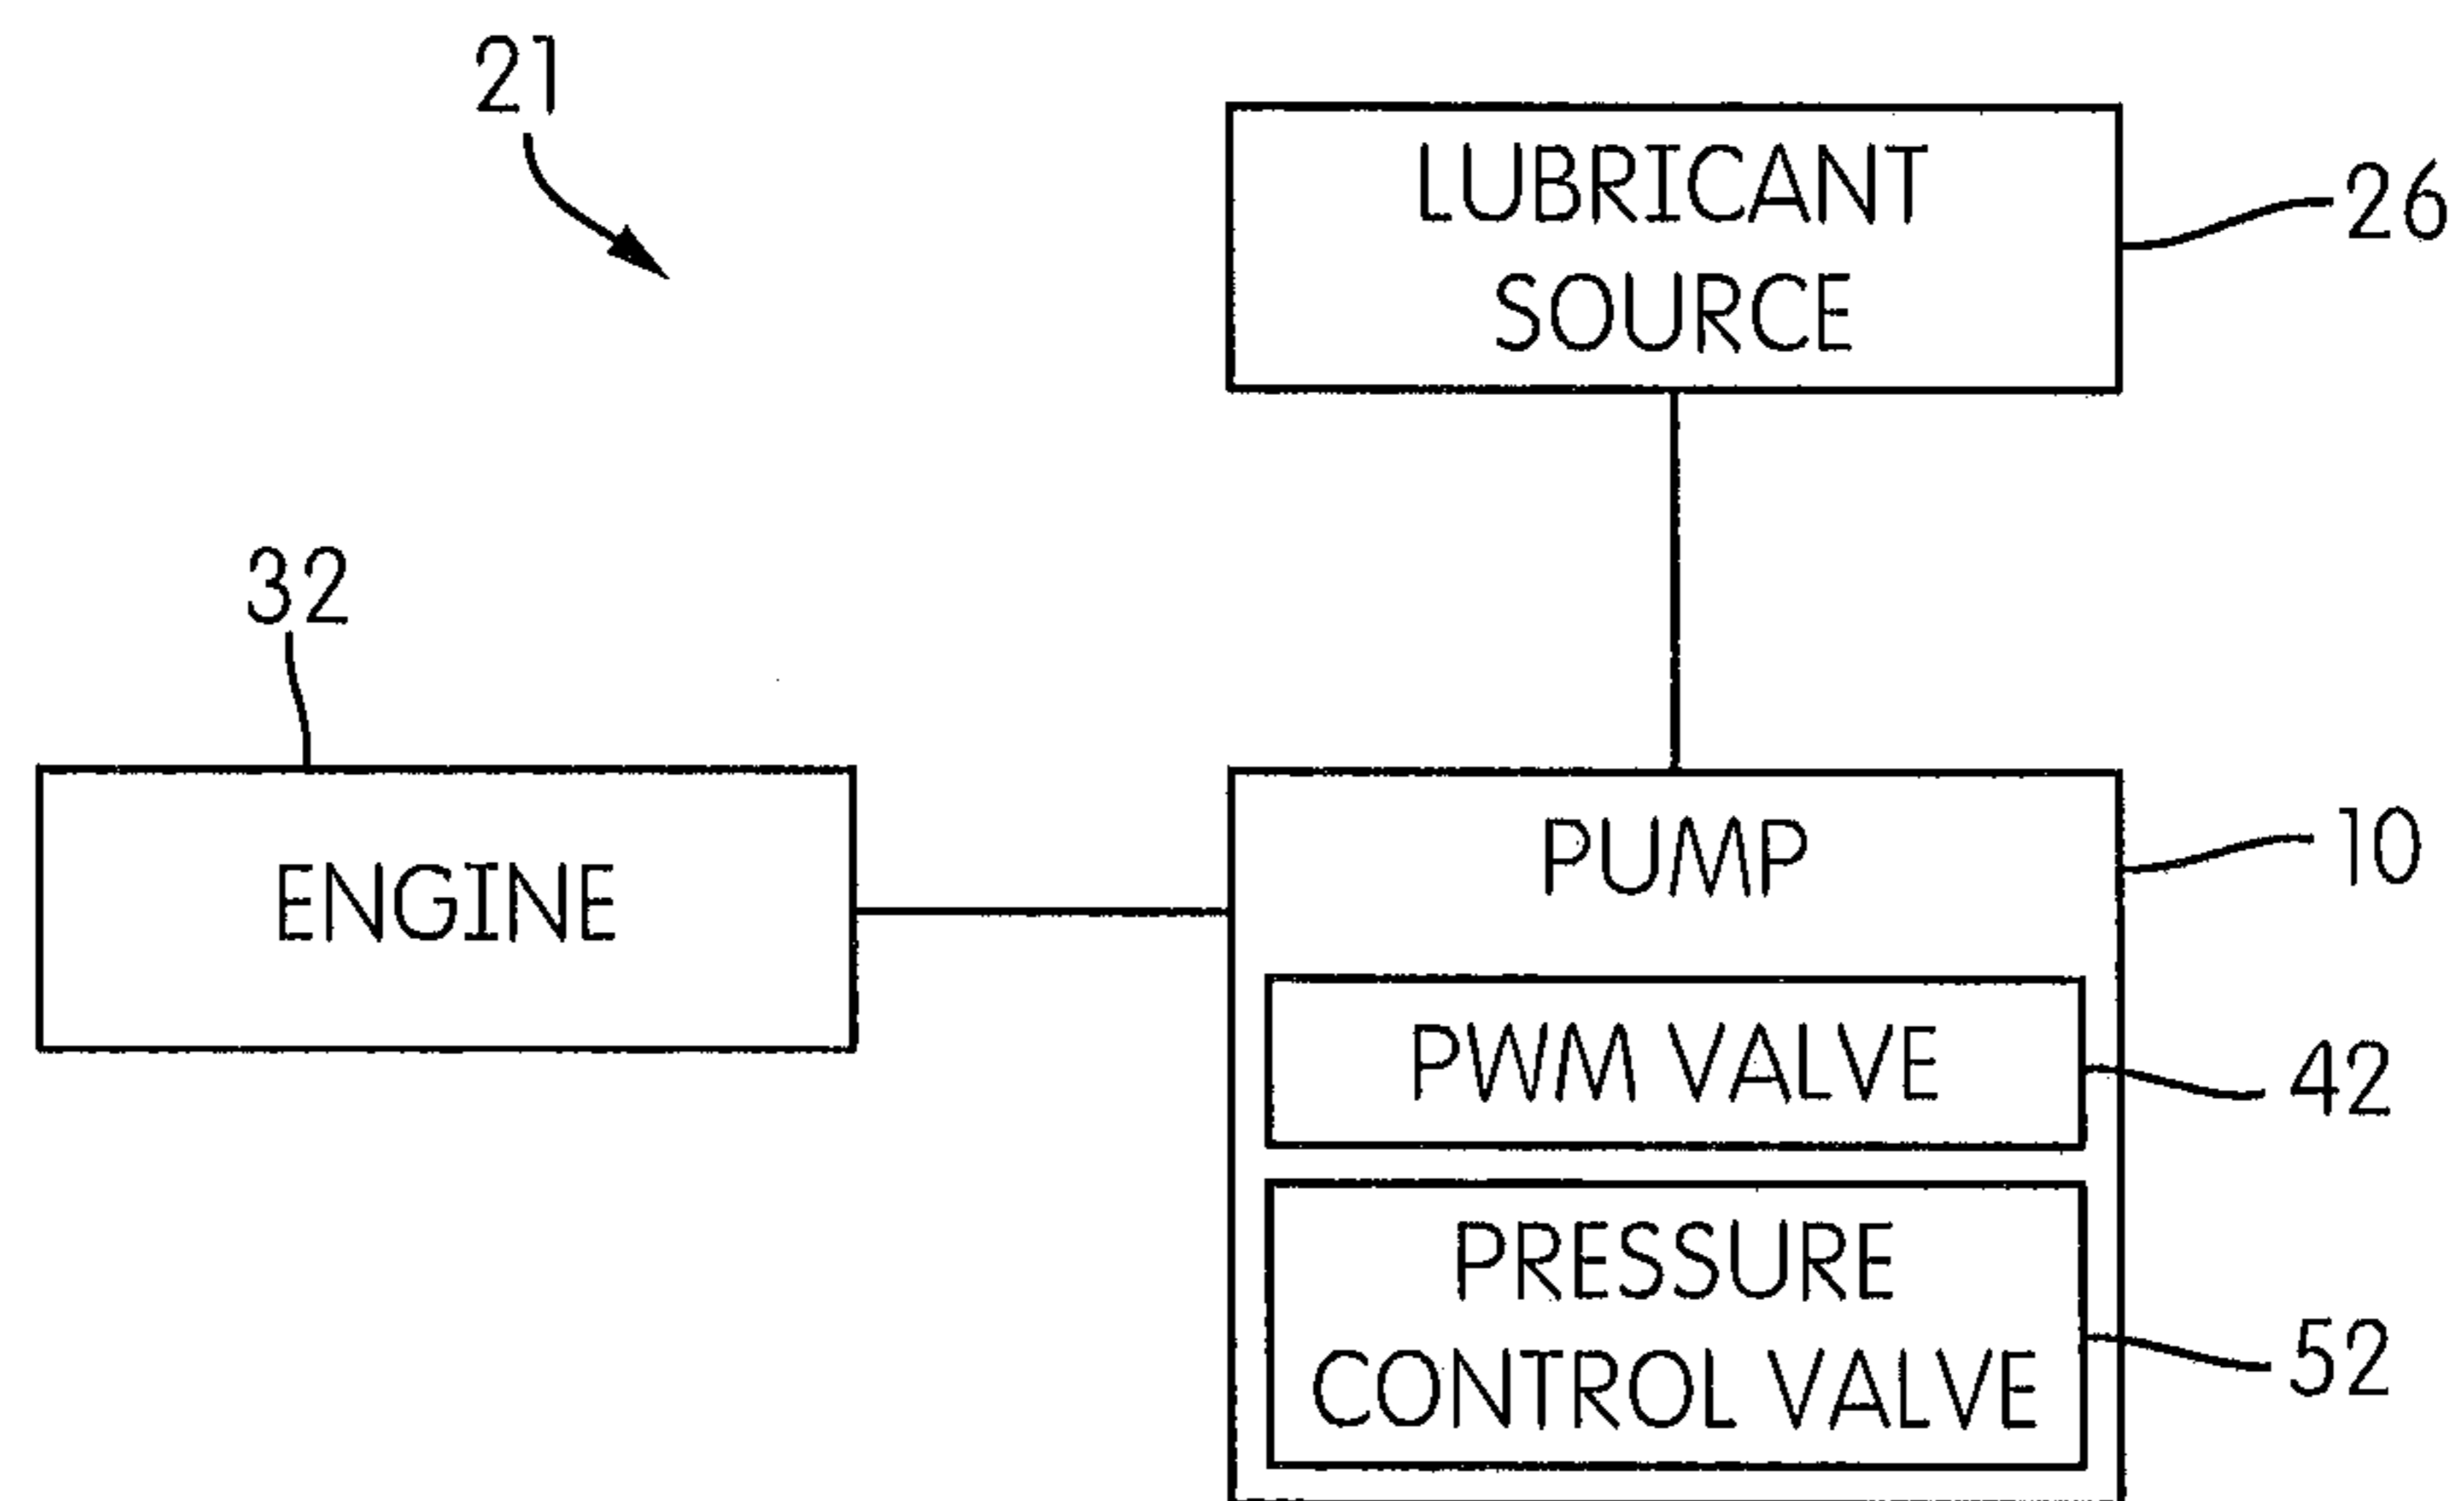 21
LUBRICANT
SOURCE
26
32
ENGINE
PUMP
10
PWM VALVE
42
PRESSURE
CONTROL VALVE
52